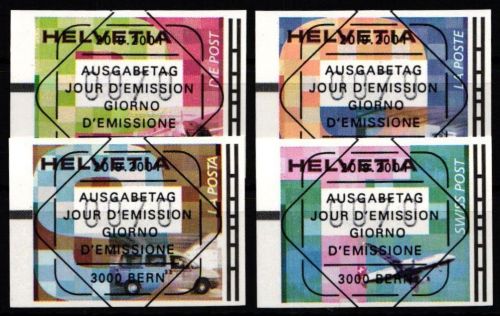 HELVETIA
AUSGABETAG
JOUR D'EMISSION
GIORNO
D'EMISSIONE
DIE POST
HELVETIA
AUSGABETAG
JOUR D'EMISSION
GIORNO
D'EMISSIONE
LA POSTE
HELVETIA
AUSGABETAG
JOUR D'EMISSION
GIORNO
D'EMISSIONE
3000 BERN
LA POSTA
HELVETIA
AUSGABETAG
JOUR D'EMISSION
GIORNO
D'EMISSIONE
3000 BERN
SWISS POST